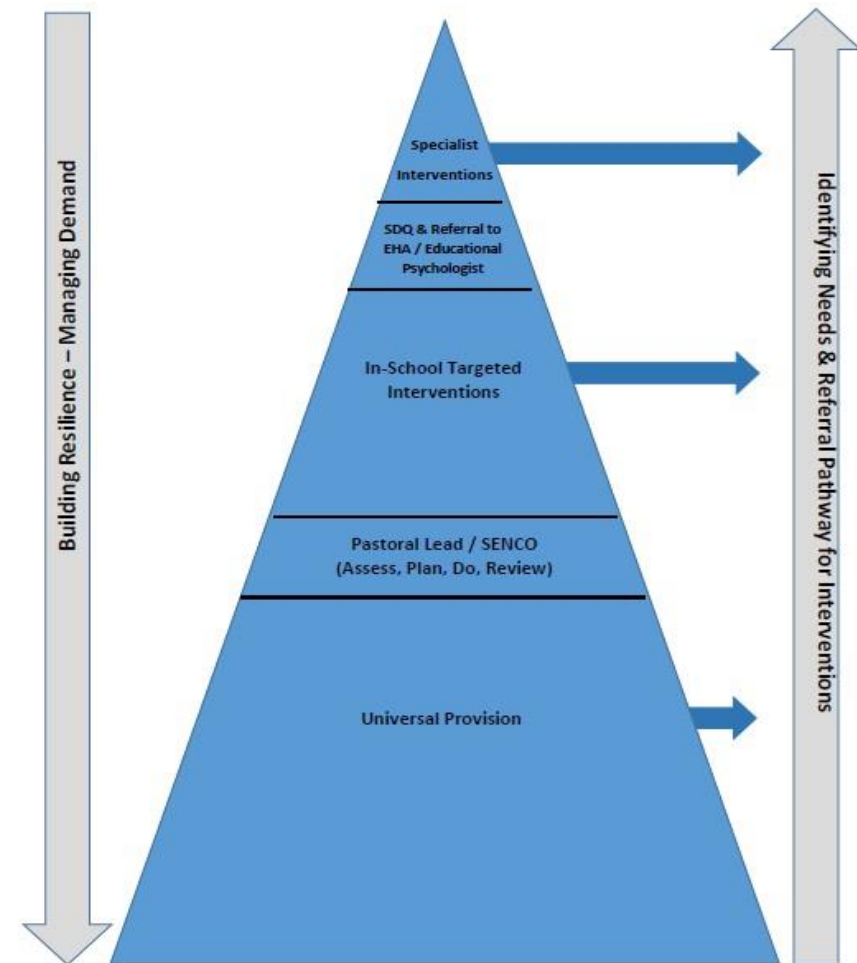 Building Resilience – Managing Demand
Specialist
Interventions
SDQ & Referral to
EHA / Educational
Psychologist
In-School Targeted
Interventions
Pastoral Lead / SENCO
(Assess, Plan, Do, Review)
Universal Provision
Identifying Needs & Referral Pathway for Interventions